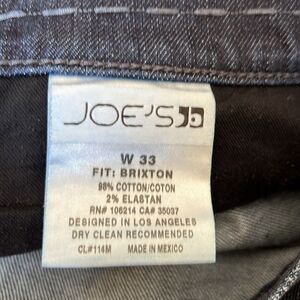 JOE'S
W 33
FIT: BRIXTON
98% COTTON/COTON
2% ELASTAN
RN# 106214 CA# 35037
DESIGNED IN LOS ANGELES
DRY CLEAN RECOMMENDED
CL#114M MADE IN MEXICO